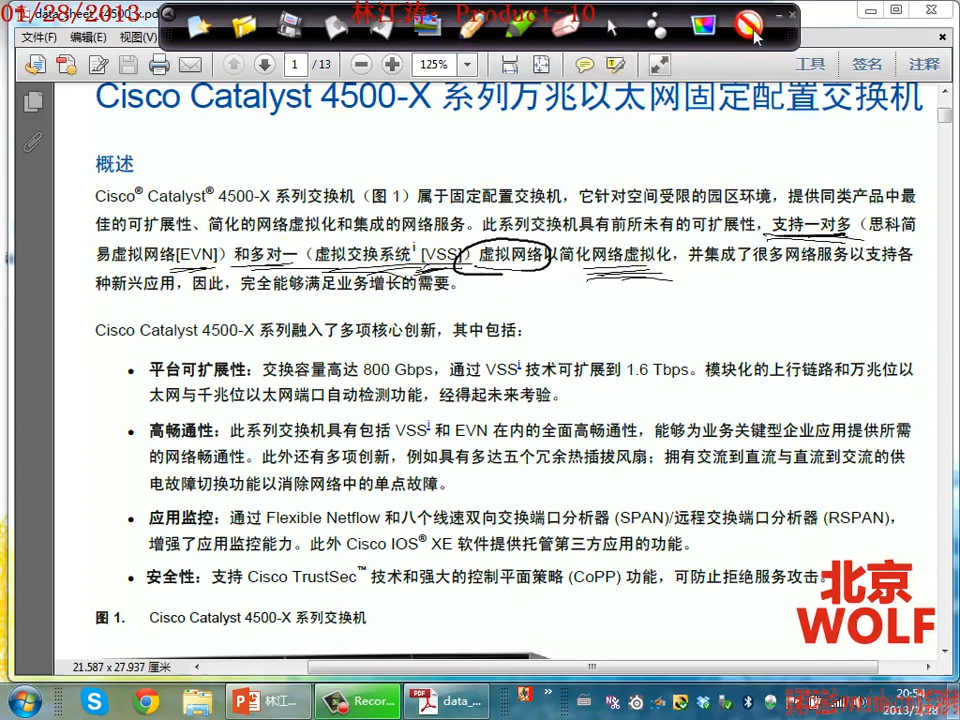 01/28/2013
林江涛: Product-10
data_sheet_c4500_x.pd
文件(F) 编辑(E) 视图(V)
1 / 13 125% 工具 签名 注释
Cisco Catalyst 4500-X 系列万兆以太网固定配置交换机
概述
Cisco® Catalyst® 4500-X 系列交换机（图 1）属于固定配置交换机，它针对空间受限的园区环境，提供同类产品中最
佳的可扩展性、简化的网络虚拟化和集成的网络服务。此系列交换机具有前所未有的可扩展性，支持一对多（思科简
易虚拟网络[EVN]）和多对一（虚拟交换系统i [VSS]）虚拟网络以简化网络虚拟化，并集成了很多网络服务以支持各
种新兴应用，因此，完全能够满足业务增长的需要。
Cisco Catalyst 4500-X 系列融入了多项核心创新，其中包括：
• 平台可扩展性：交换容量高达 800 Gbps，通过 VSSi 技术可扩展到 1.6 Tbps。模块化的上行链路和万兆位以
太网与千兆位以太网端口自动检测功能，经得起未来考验。
• 高畅通性：此系列交换机具有包括 VSSi 和 EVN 在内的全面高畅通性，能够为业务关键型企业应用提供所需
的网络畅通性。此外还有多项创新，例如具有多达五个冗余热插拔风扇；拥有交流到直流与直流到交流的供
电故障切换功能以消除网络中的单点故障。
• 应用监控：通过 Flexible Netflow 和八个线速双向交换端口分析器 (SPAN)/远程交换端口分析器 (RSPAN)，
增强了应用监控能力。此外 Cisco IOS® XE 软件提供托管第三方应用的功能。
• 安全性：支持 Cisco TrustSec™ 技术和强大的控制平面策略 (CoPP) 功能，可防止拒绝服务攻击。
图 1. Cisco Catalyst 4500-X 系列交换机
北京
WOLF
21.587 x 27.937 厘米
林江... Recor... data_...
20:54
2013/1/28